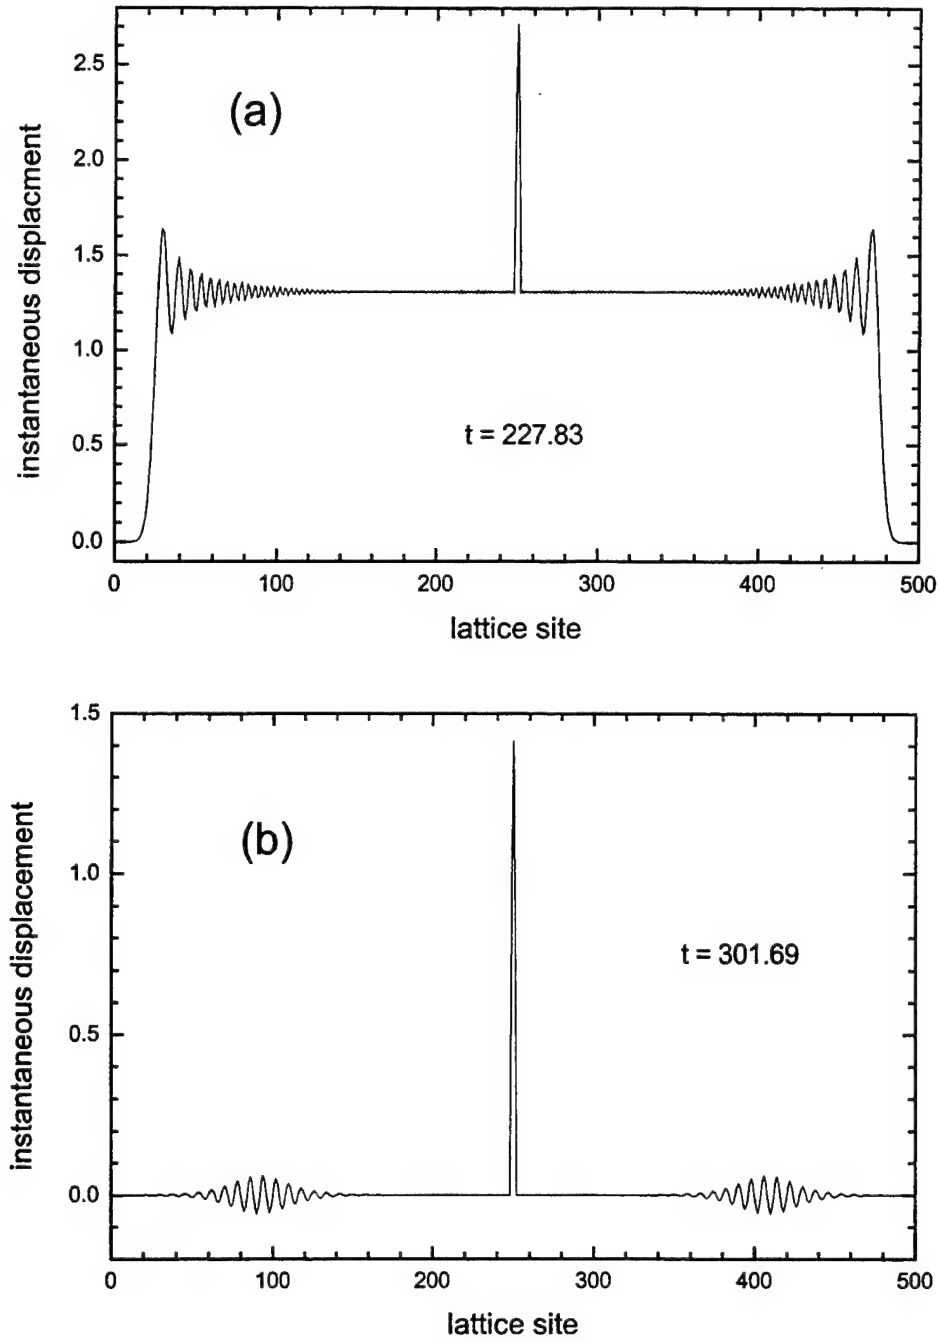 (a)
instantaneous displacment
2.5
2.0
1.5
1.0
0.5
0.0
t = 227.83
0 100 200 300 400 500
lattice site
(b)
instantaneous displacement
1.5
1.0
0.5
0.0
t = 301.69
0 100 200 300 400 500
lattice site